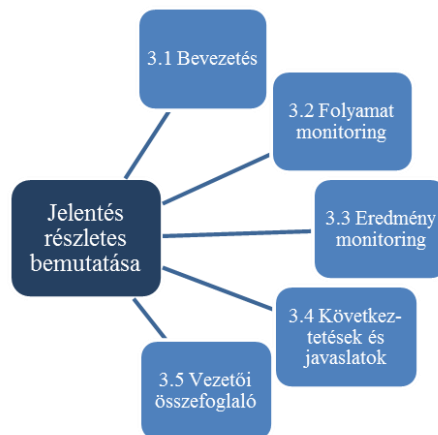 3.1 Bevezetés
3.2 Folyamat
monitoring
Jelentés
részletes
bemutatása
3.3 Eredmény
monitoring
3.4 Következ-
tetések és
javaslatok
3.5 Vezetői
összefoglaló